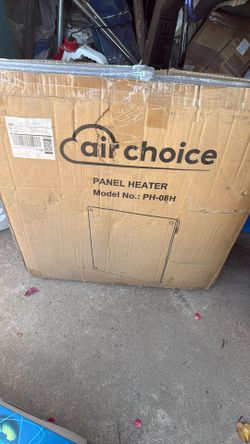 air choice
PANEL HEATER
Model No.: PH-08H